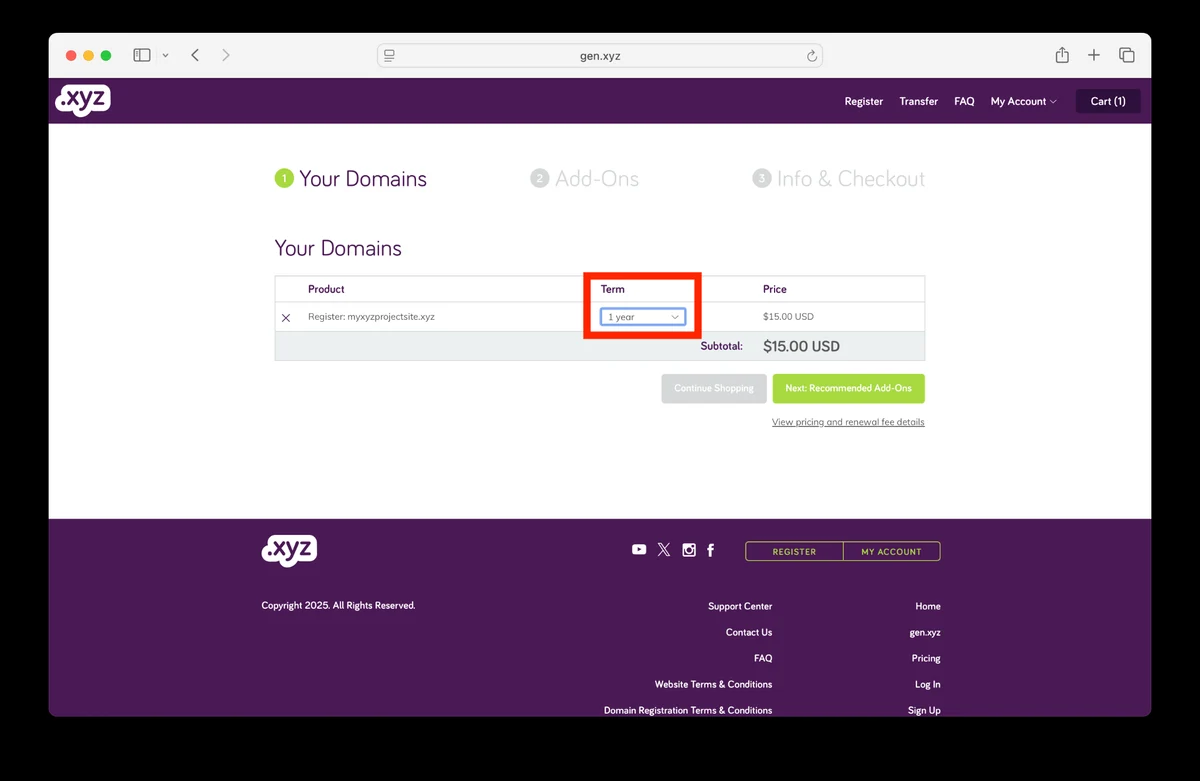 gen.xyz
.xyz
Register Transfer FAQ My Account Cart (1)
1 Your Domains 2 Add-Ons 3 Info & Checkout
Your Domains
Product Term Price
Register: myxyzprojectsite.xyz 1 year $15.00 USD
Subtotal: $15.00 USD
Continue Shopping Next: Recommended Add-Ons
View pricing and renewal fee details
.xyz
REGISTER MY ACCOUNT
Copyright 2025. All Rights Reserved.
Support Center Home
Contact Us gen.xyz
FAQ Pricing
Website Terms & Conditions Log In
Domain Registration Terms & Conditions Sign Up